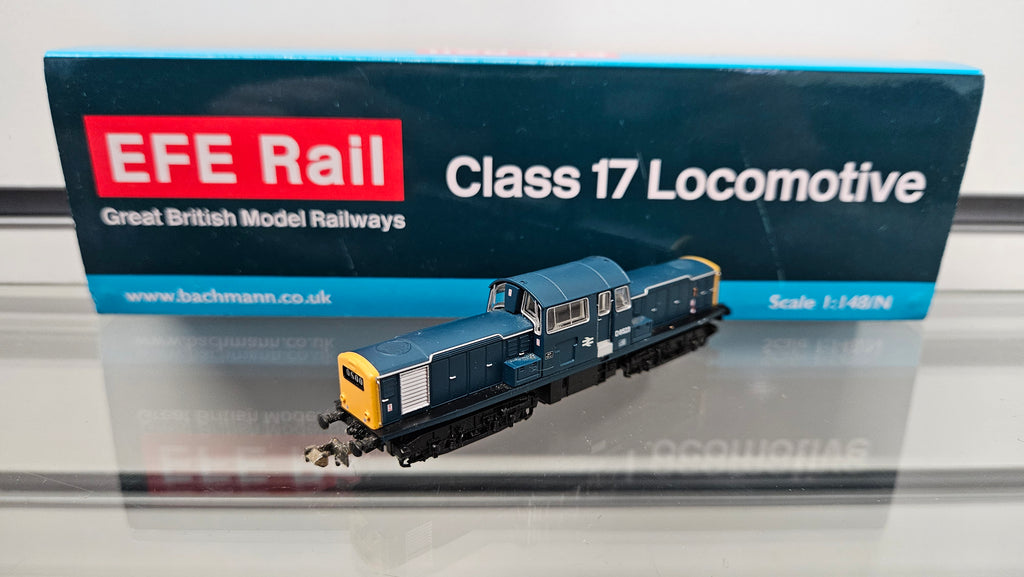 EFE Rail
Great British Model Railways
Class 17 Locomotive
www.bachmann.co.uk
Scale 1:148/N